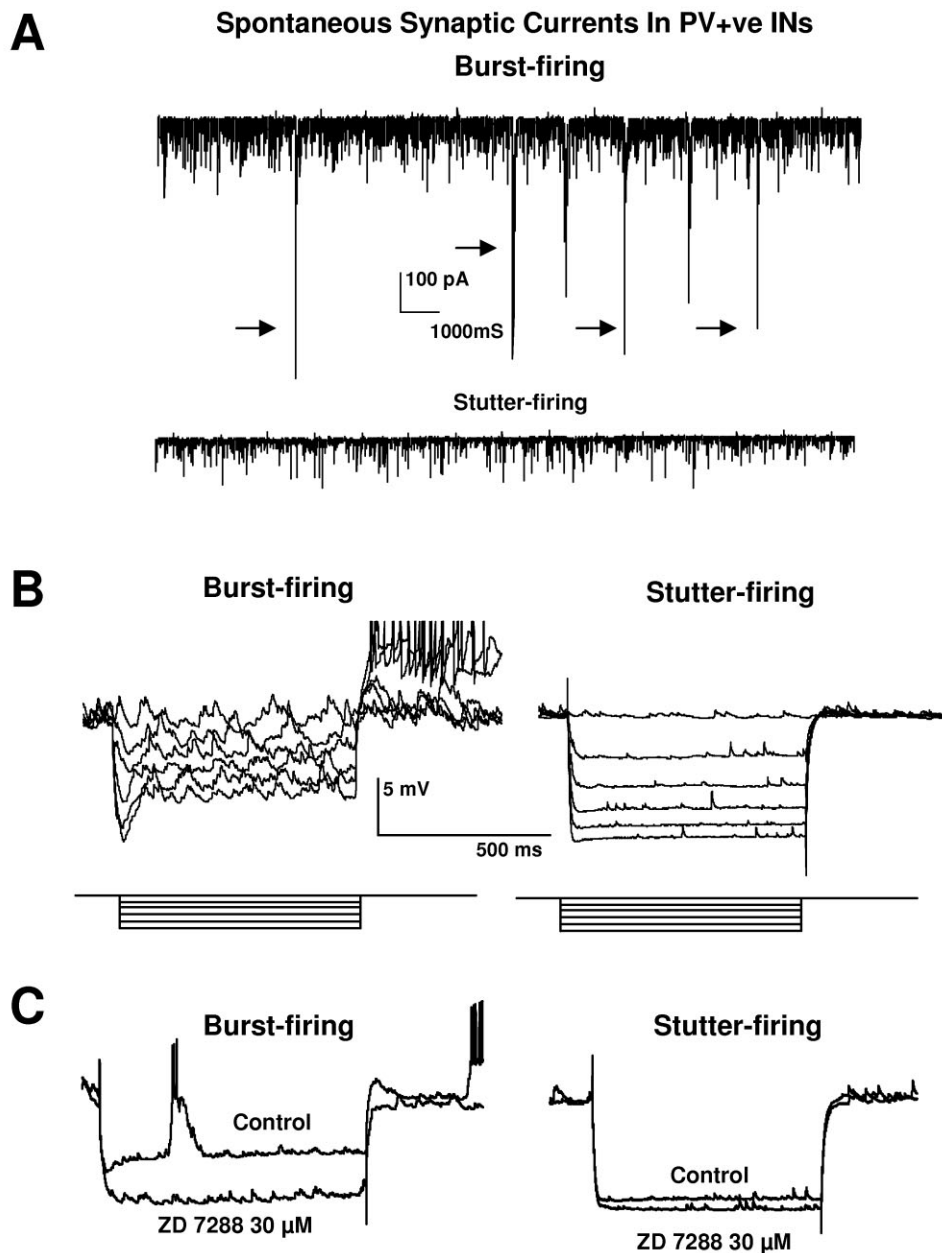 A
Spontaneous Synaptic Currents In PV+ve INs
Burst-firing
100 pA
1000mS
Stutter-firing
B
Burst-firing
Stutter-firing
5 mV
500 ms
C
Burst-firing
Stutter-firing
Control
Control
ZD 7288 30 µM
ZD 7288 30 µM